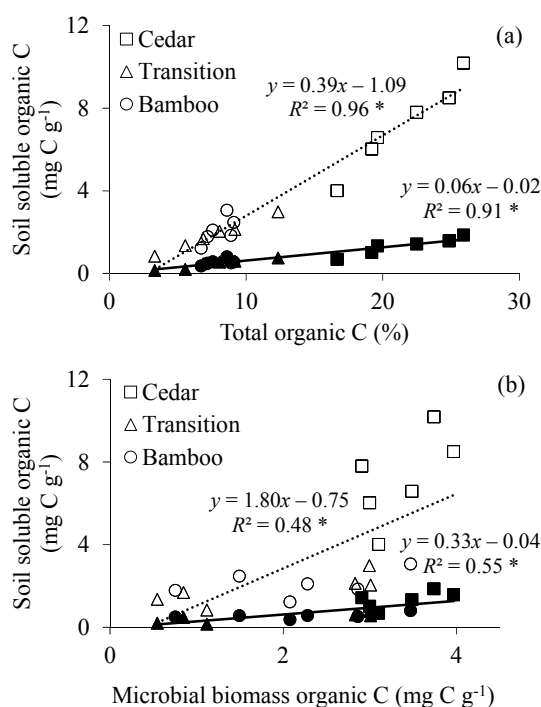 (a)
12
8
4
0
Soil soluble organic C
(mg C g⁻¹)
Cedar
Transition
Bamboo
y = 0.39x – 1.09
R² = 0.96 *
y = 0.06x – 0.02
R² = 0.91 *
0 10 20 30
Total organic C (%)
(b)
12
8
4
0
Soil soluble organic C
(mg C g⁻¹)
Cedar
Transition
Bamboo
y = 1.80x – 0.75
R² = 0.48 *
y = 0.33x – 0.04
R² = 0.55 *
0 2 4
Microbial biomass organic C (mg C g⁻¹)